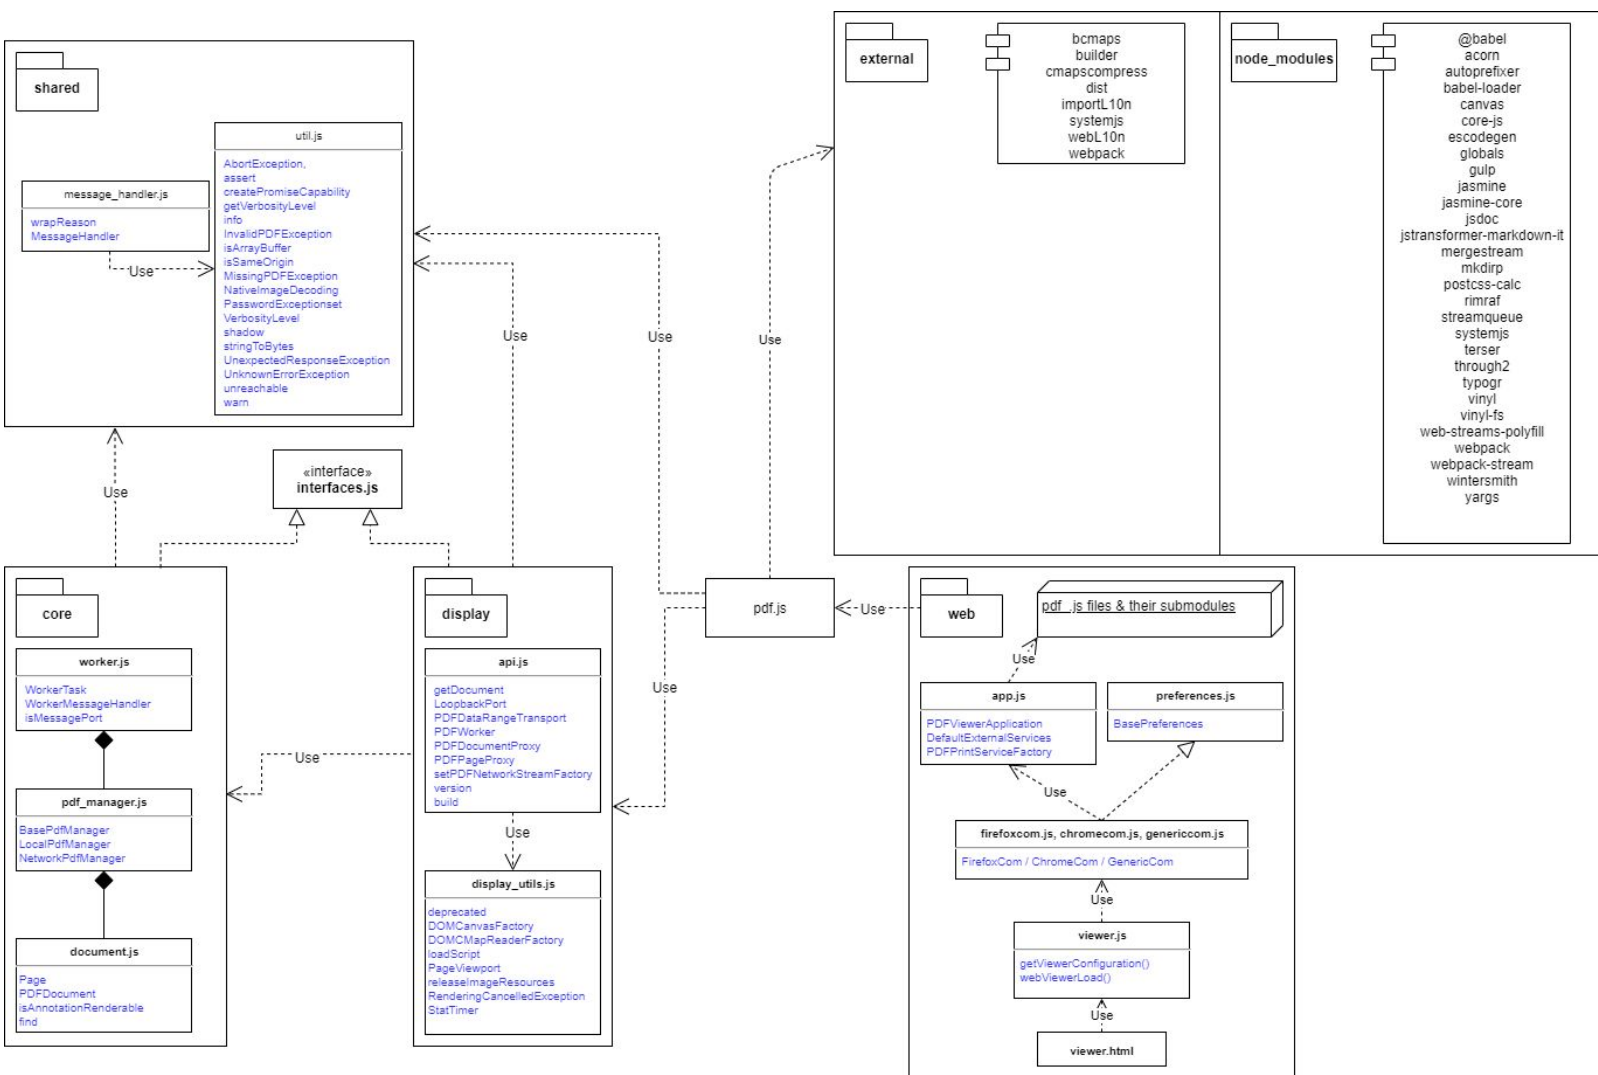 shared
util.js
AbortException,
assert
createPromiseCapability
getVerbosityLevel
info
InvalidPDFException
isArrayBuffer
isSameOrigin
MissingPDFException
NativeImageDecoding
PasswordExceptionset
VerbosityLevel
shadow
stringToBytes
UnexpectedResponseException
UnknownErrorException
unreachable
warn
message_handler.js
wrapReason
MessageHandler
Use
external
bcmaps
builder
cmapscompress
dist
importL10n
systemjs
webL10n
webpack
node_modules
@babel
acorn
autoprefixer
babel-loader
canvas
core-js
escodegen
globals
gulp
jasmine
jasmine-core
jsdoc
jstransformer-markdown-it
mergestream
mkdirp
postcss-calc
rimraf
streamqueue
systemjs
terser
through2
typogr
vinyl
vinyl-fs
web-streams-polyfill
webpack
webpack-stream
wintersmith
yargs
Use
Use
Use
Use
«interface»
interfaces.js
core
worker.js
WorkerTask
WorkerMessageHandler
isMessagePort
pdf_manager.js
BasePdfManager
LocalPdfManager
NetworkPdfManager
document.js
Page
PDFDocument
isAnnotationRenderable
find
Use
display
api.js
getDocument
LoopbackPort
PDFDataRangeTransport
PDFWorker
PDFDocumentProxy
PDFPageProxy
setPDFNetworkStreamFactory
version
build
Use
display_utils.js
deprecated
DOMCanvasFactory
DOMCMapReaderFactory
loadScript
PageViewport
releaseImageResources
RenderingCancelledException
StatTimer
Use
pdf.js
Use
web
pdf_.js files & their submodules
Use
app.js
PDFViewerApplication
DefaultExternalServices
PDFPrintServiceFactory
preferences.js
BasePreferences
Use
firefoxcom.js, chromecom.js, genericcom.js
FirefoxCom / ChromeCom / GenericCom
Use
viewer.js
getViewerConfiguration()
webViewerLoad()
Use
viewer.html